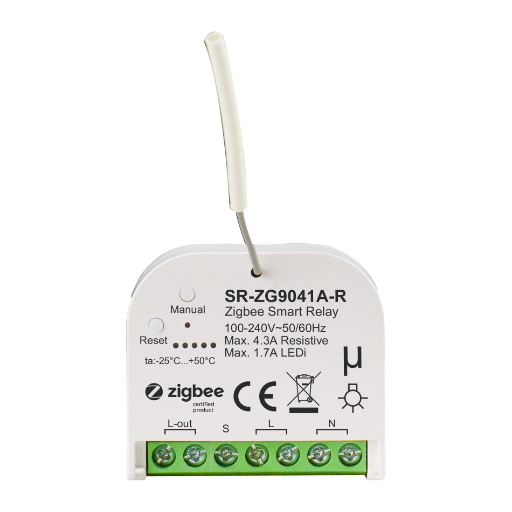 SR-ZG9041A-R
Zigbee Smart Relay
100-240V~50/60Hz
Max. 4.3A Resistive
Max. 1.7A LEDi
Manual
Reset
ta:-25°C...+50°C
µ
zigbee
certified
product
CE
L-out S L N